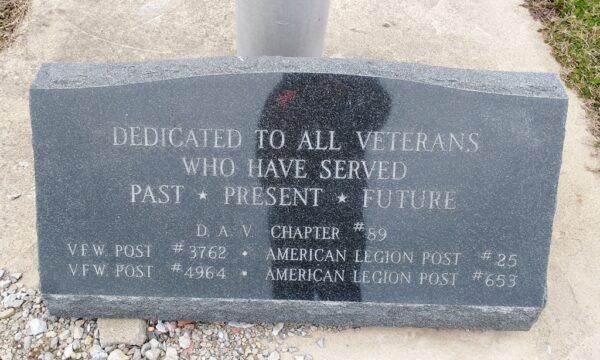 DEDICATED TO ALL VETERANS
WHO HAVE SERVED
PAST ★ PRESENT ★ FUTURE
D. A. V. CHAPTER #89
V.F.W. POST #3762 • AMERICAN LEGION POST #25
V.F.W. POST #4964 • AMERICAN LEGION POST #653